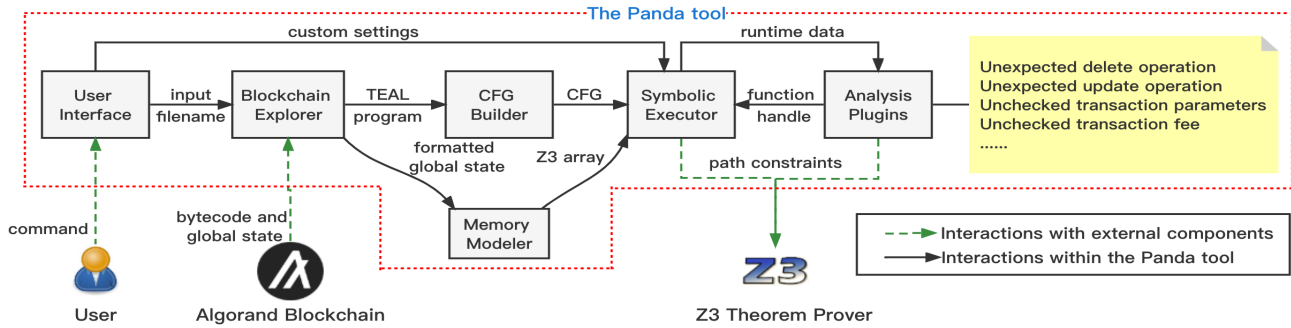 The Panda tool
custom settings
runtime data
User
Interface
input
filename
Blockchain
Explorer
TEAL
program
CFG
Builder
CFG
Symbolic
Executor
function
handle
Analysis
Plugins
Unexpected delete operation
Unexpected update operation
Unchecked transaction parameters
Unchecked transaction fee
......
formatted
global state
Z3 array
path constraints
Memory
Modeler
command
bytecode and
global state
Z3
User
Algorand Blockchain
Z3 Theorem Prover
Interactions with external components
Interactions within the Panda tool